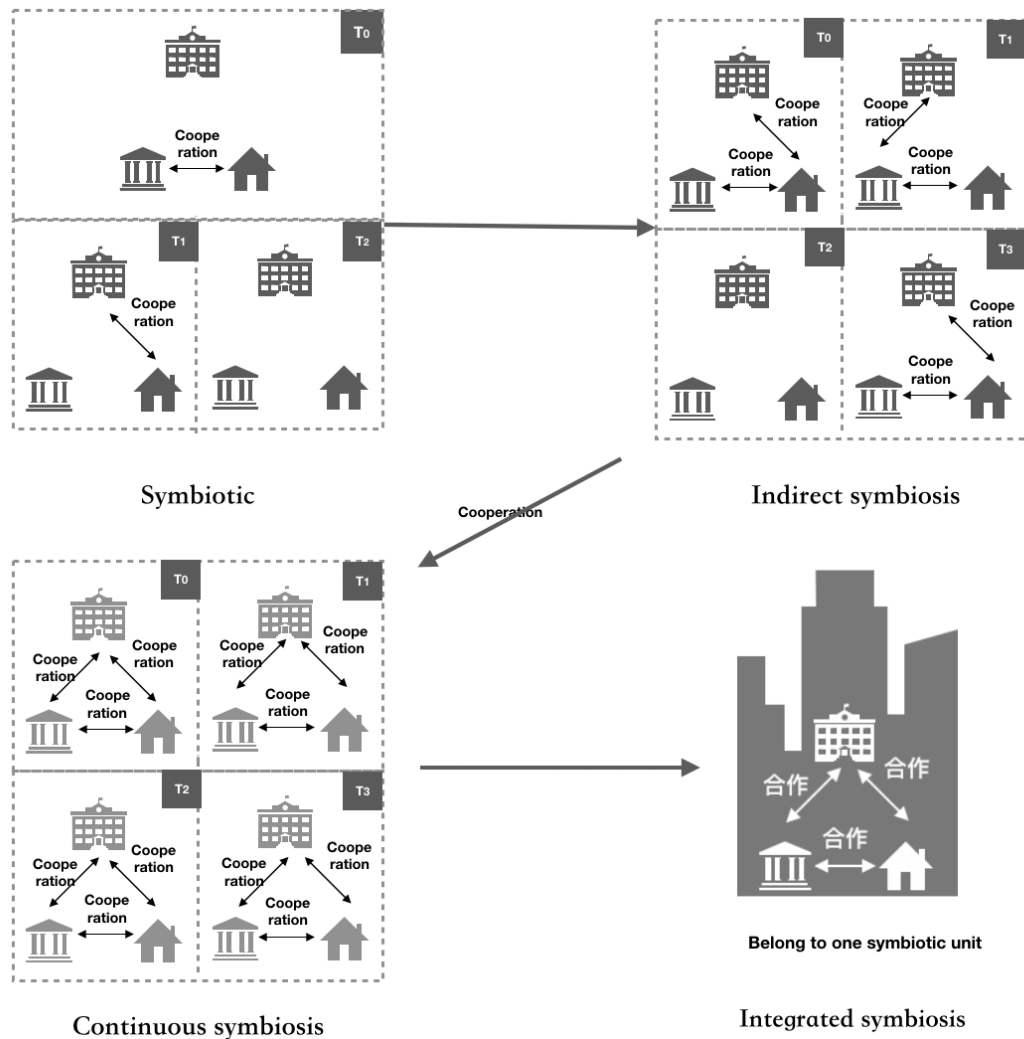 T0
Coope
ration
T1
Coope
ration
T2
Symbiotic
T0
Coope
ration
Coope
ration
T1
Coope
ration
Coope
ration
T2
T3
Coope
ration
Coope
ration
Indirect symbiosis
Cooperation
T0
Coope
ration
Coope
ration
Coope
ration
T1
Coope
ration
Coope
ration
Coope
ration
T2
Coope
ration
Coope
ration
Coope
ration
T3
Coope
ration
Coope
ration
Coope
ration
Continuous symbiosis
合作
合作
合作
Belong to one symbiotic unit
Integrated symbiosis